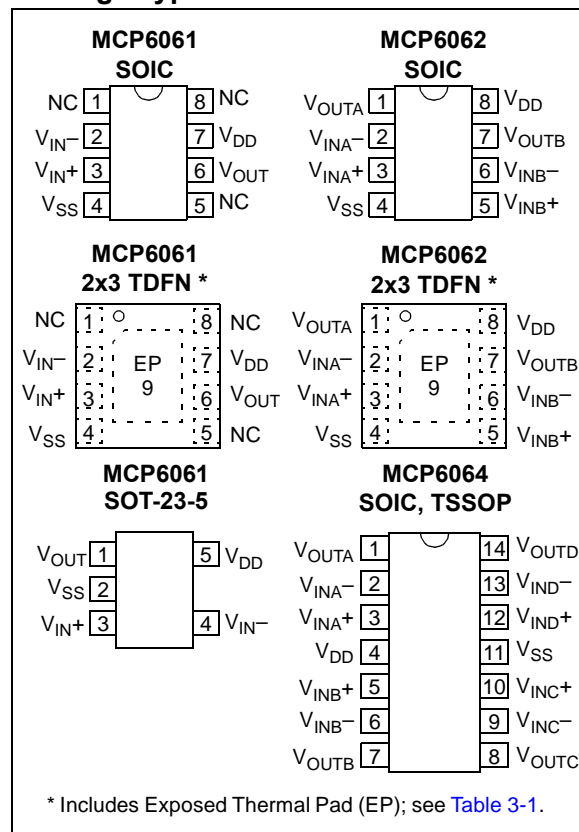 MCP6061
SOIC
NC 1 8 NC
VIN– 2 7 VDD
VIN+ 3 6 VOUT
VSS 4 5 NC
MCP6062
SOIC
VOUTA 1 8 VDD
VINA– 2 7 VOUTB
VINA+ 3 6 VINB–
VSS 4 5 VINB+
MCP6061
2x3 TDFN *
NC 1 8 NC
VIN– 2 EP 7 VDD
VIN+ 3 9 6 VOUT
VSS 4 5 NC
MCP6062
2x3 TDFN *
VOUTA 1 8 VDD
VINA– 2 EP 7 VOUTB
VINA+ 3 9 6 VINB–
VSS 4 5 VINB+
MCP6061
SOT-23-5
VOUT 1 5 VDD
VSS 2
VIN+ 3 4 VIN–
MCP6064
SOIC, TSSOP
VOUTA 1 14 VOUTD
VINA– 2 13 VIND–
VINA+ 3 12 VIND+
VDD 4 11 VSS
VINB+ 5 10 VINC+
VINB– 6 9 VINC–
VOUTB 7 8 VOUTC
* Includes Exposed Thermal Pad (EP); see Table 3-1.